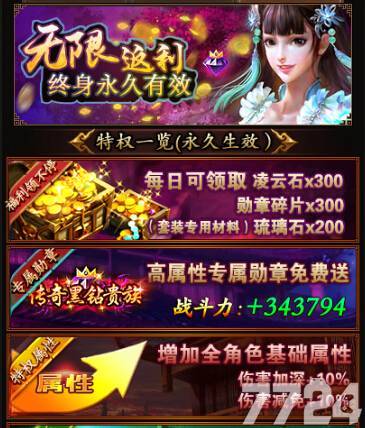 无限返利
终身永久有效
特权一览(永久生效)
福利领不停
每日可领取 凌云石x300
勋章碎片x300
(套装专用材料) 琉璃石x200
专属勋章
传奇黑钻贵族
高属性专属勋章免费送
战斗力:+343794
特权属性
属性
增加全角色基础属性
伤害加深+10%
伤害减免+10%
7724